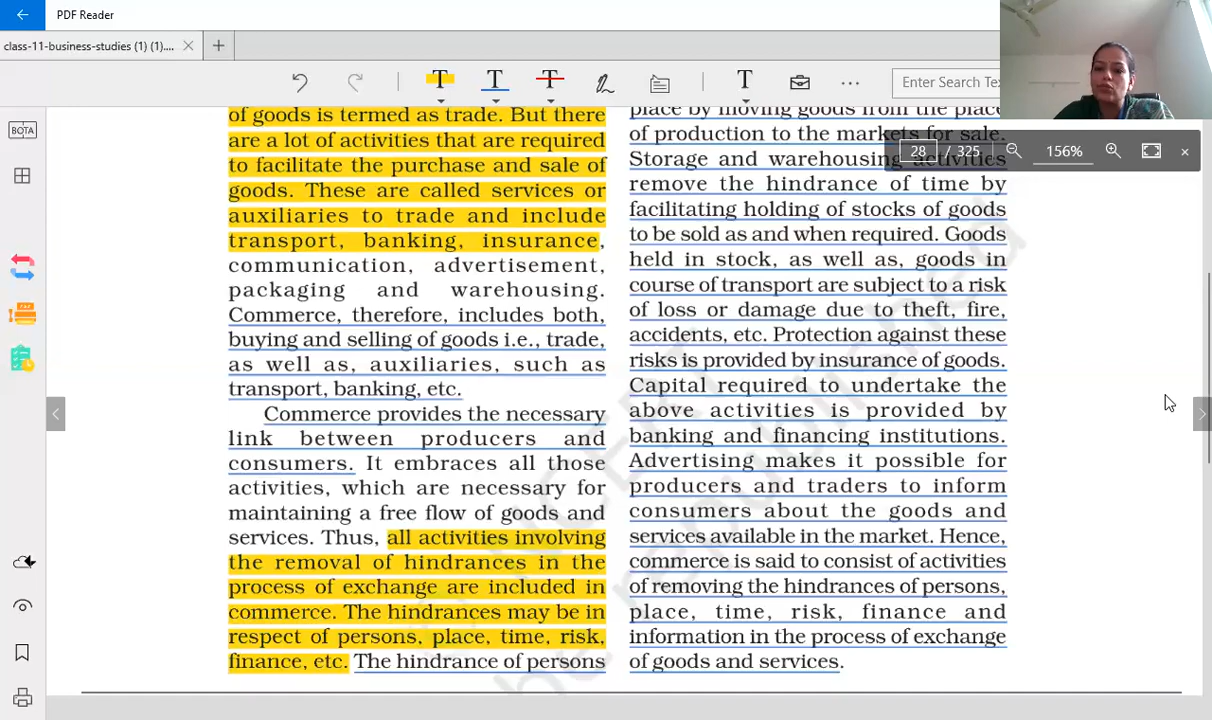 PDF Reader
class-11-business-studies (1) (1)....
Enter Search Tex
BOTA
28 / 325 156%
of goods is termed as trade. But there
are a lot of activities that are required
to facilitate the purchase and sale of
goods. These are called services or
auxiliaries to trade and include
transport, banking, insurance,
communication, advertisement,
packaging and warehousing.
Commerce, therefore, includes both,
buying and selling of goods i.e., trade,
as well as, auxiliaries, such as
transport, banking, etc.
Commerce provides the necessary
link between producers and
consumers. It embraces all those
activities, which are necessary for
maintaining a free flow of goods and
services. Thus, all activities involving
the removal of hindrances in the
process of exchange are included in
commerce. The hindrances may be in
respect of persons, place, time, risk,
finance, etc. The hindrance of persons
place by moving goods from the place
of production to the markets for sale.
Storage and warehousing activities
remove the hindrance of time by
facilitating holding of stocks of goods
to be sold as and when required. Goods
held in stock, as well as, goods in
course of transport are subject to a risk
of loss or damage due to theft, fire,
accidents, etc. Protection against these
risks is provided by insurance of goods.
Capital required to undertake the
above activities is provided by
banking and financing institutions.
Advertising makes it possible for
producers and traders to inform
consumers about the goods and
services available in the market. Hence,
commerce is said to consist of activities
of removing the hindrances of persons,
place, time, risk, finance and
information in the process of exchange
of goods and services.